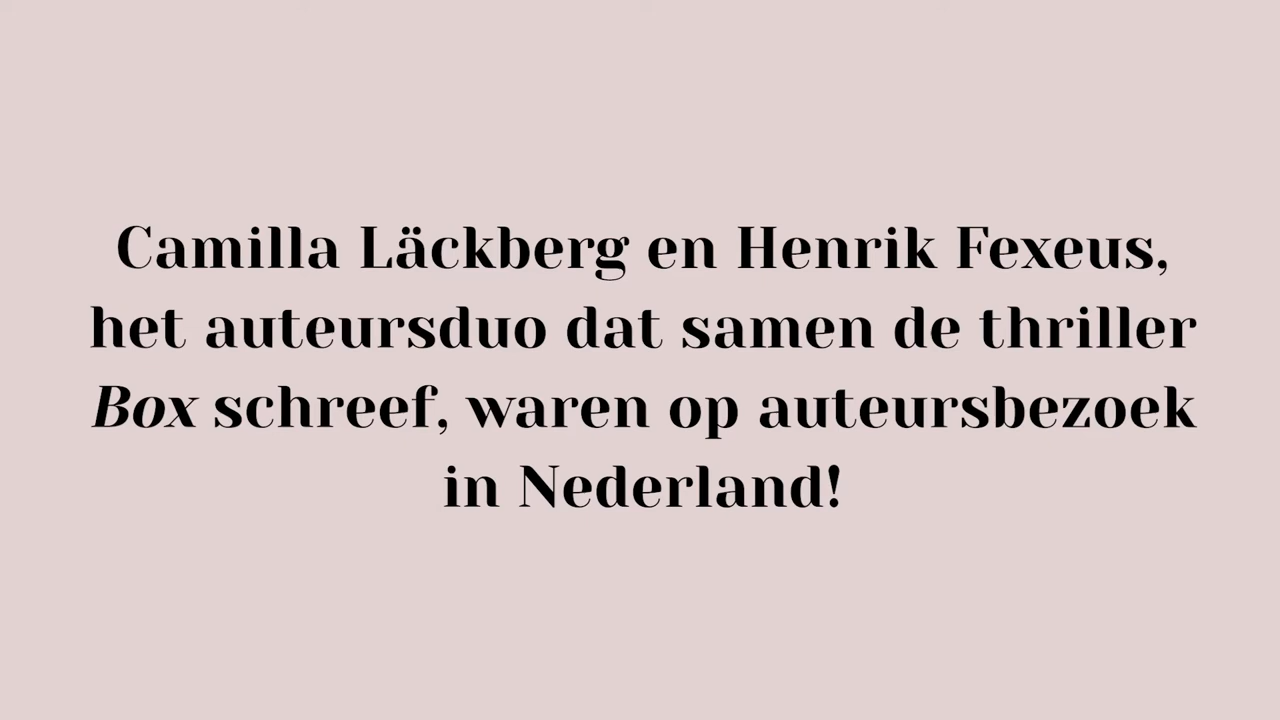 Camilla Läckberg en Henrik Fexeus,
het auteursduo dat samen de thriller
Box schreef, waren op auteursbezoek
in Nederland!